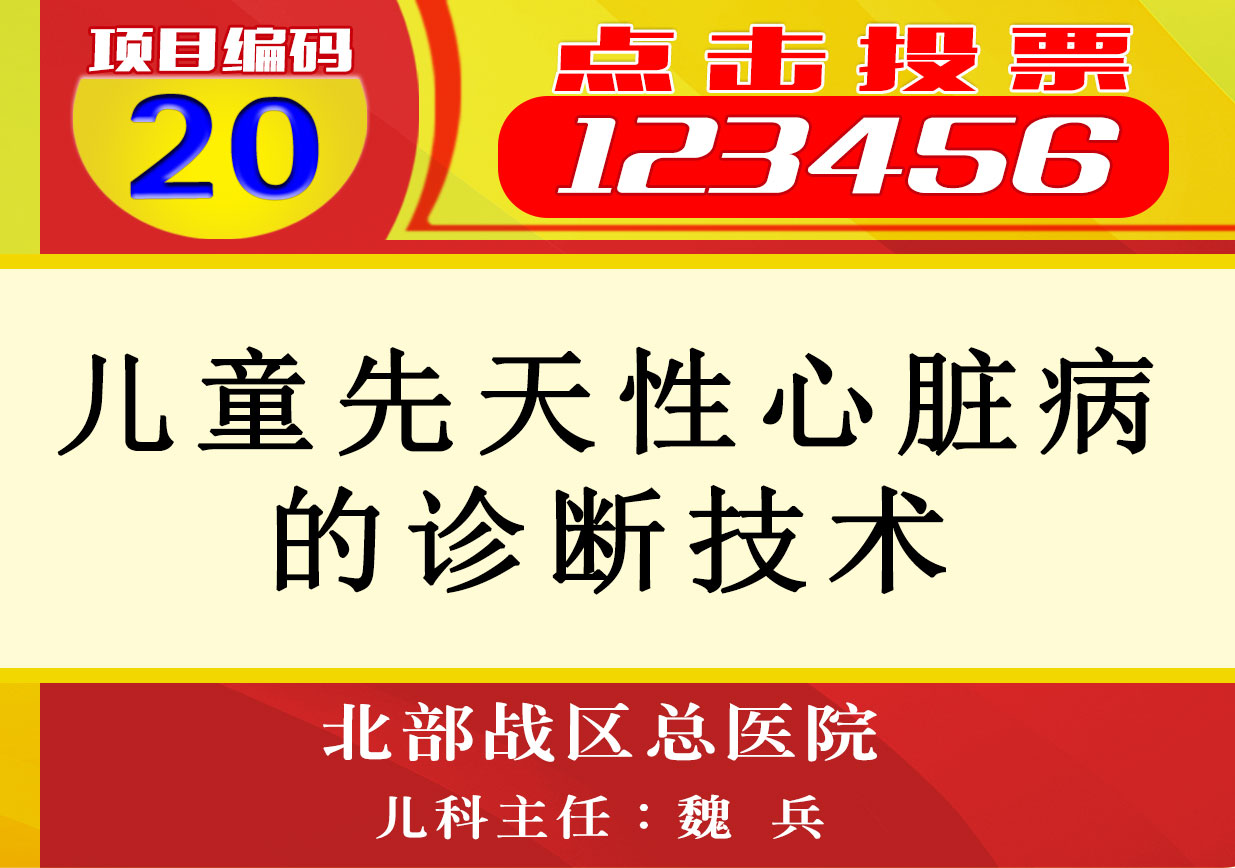 项目编码
20
点击投票
123456
儿童先天性心脏病
的诊断技术
北部战区总医院
儿科主任：魏 兵